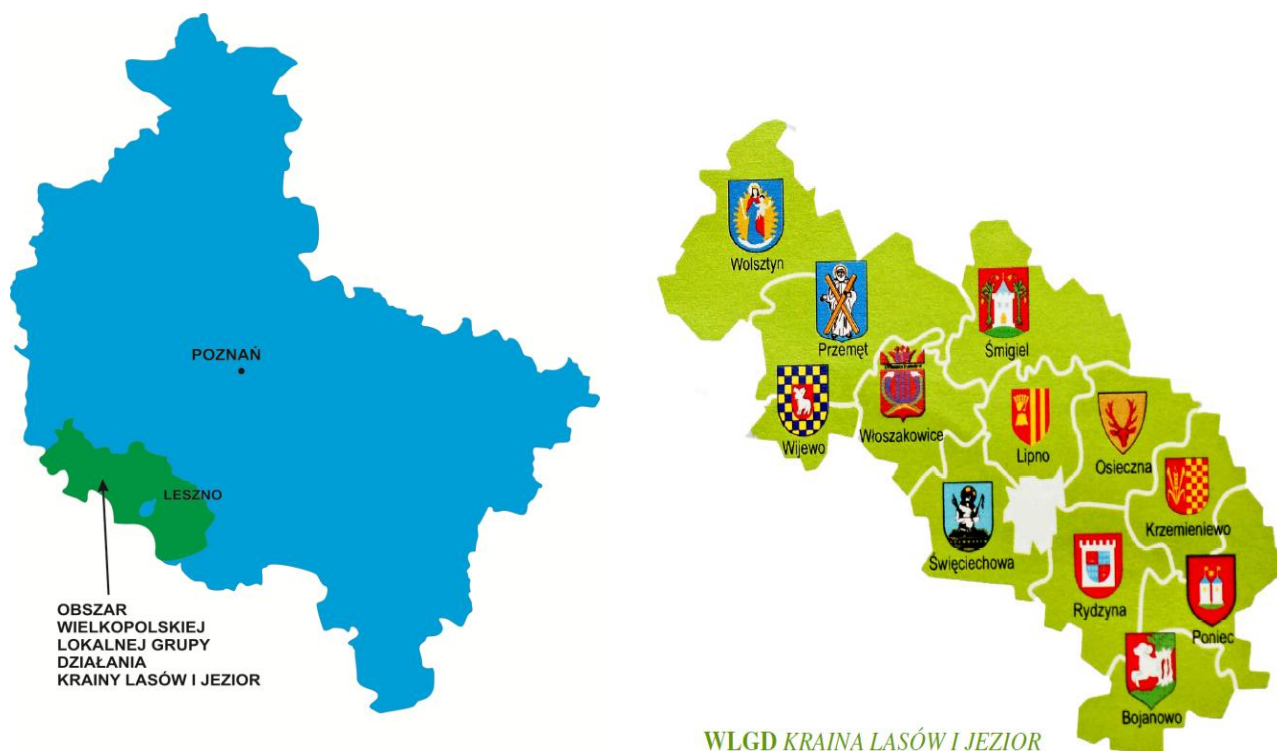 POZNAŃ
LESZNO
OBSZAR
WIELKOPOLSKIEJ
LOKALNEJ GRUPY
DZIAŁANIA
KRAINY LASÓW I JEZIOR
Wolsztyn
Przemęt
Śmigiel
Wijewo
Włoszakowice
Lipno
Osieczna
Krzemieniewo
Święciechowa
Rydzyna
Poniec
Bojanowo
WLGD KRAINA LASÓW I JEZIOR